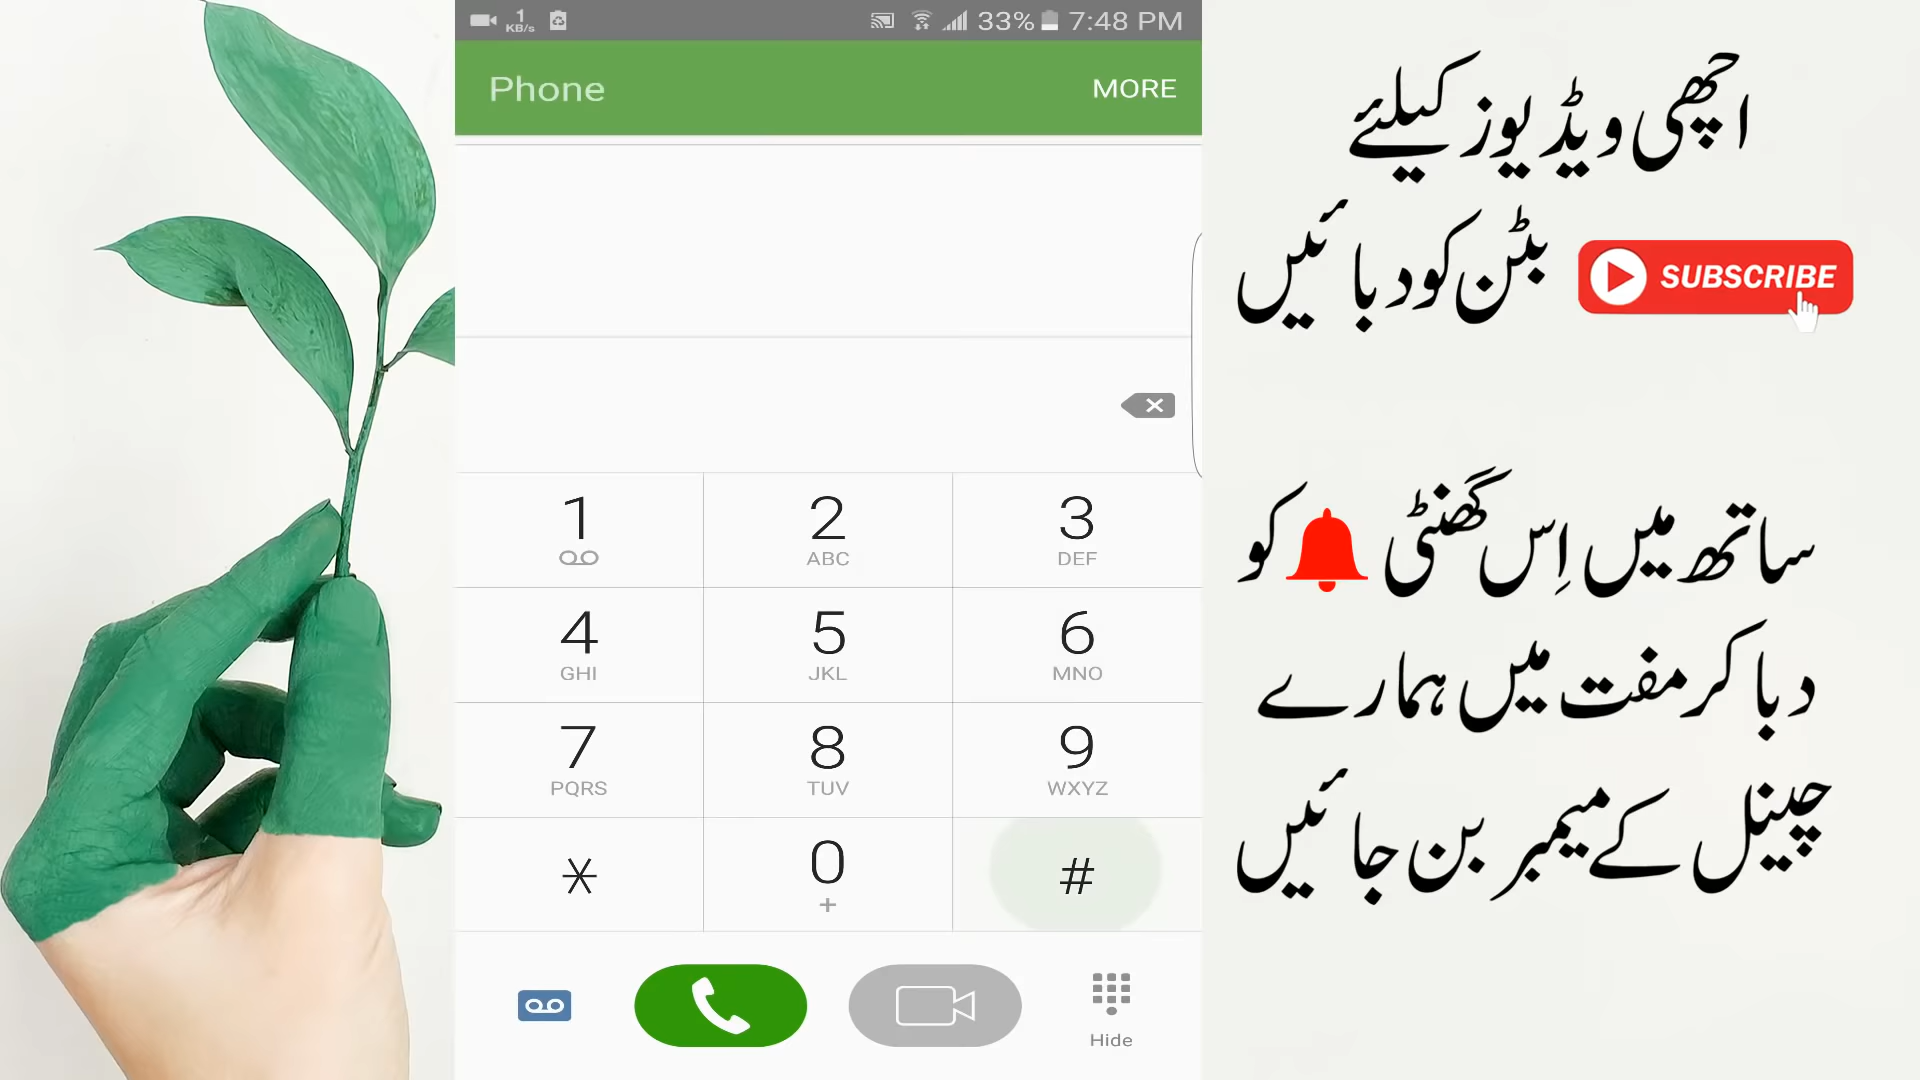 1
KB/s
33% 7:48 PM
Phone
MORE
1
2
ABC
3
DEF
4
GHI
5
JKL
6
MNO
7
PQRS
8
TUV
9
WXYZ
*
0
+
#
Hide
اچھی ویڈیوز کیلئے
SUBSCRIBE بٹن کو دبائیں
ساتھ میں اِس گھنٹی کو
دبا کر مفت میں ہمارے
چینل کے میمبر بن جائیں